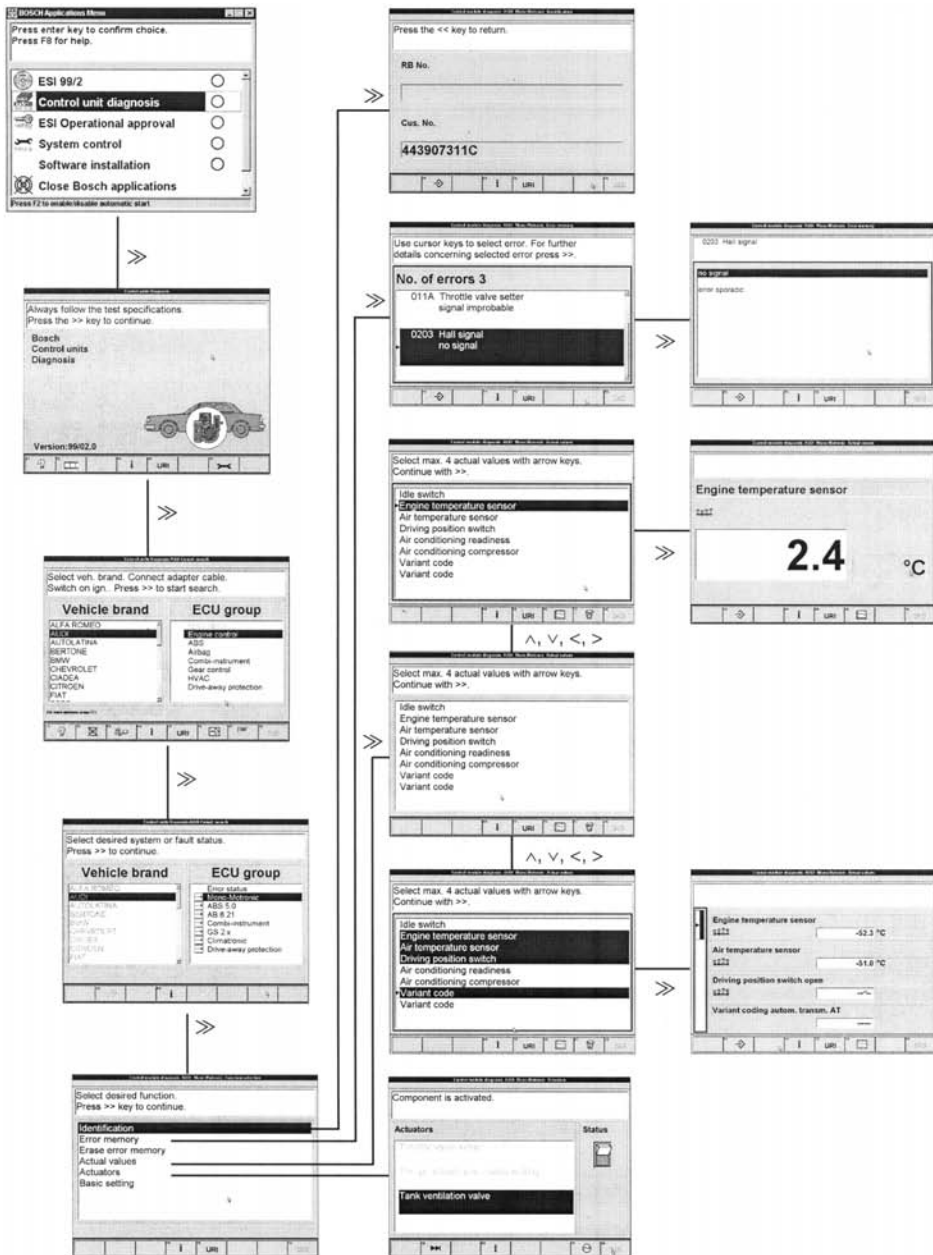 BOSCH Applications Menu
Press enter key to confirm choice.
Press F8 for help.
ESI 99/2
Control unit diagnosis
ESI Operational approval
System control
Software installation
Close Bosch applications
Press F2 to enable/disable automatic start
>>
Always follow the test specifications.
Press the >> key to continue.
Bosch
Control units
Diagnosis
Version:99/02.0
i
URI
>>
Select veh. brand. Connect adapter cable.
Switch on ign.. Press >> to start search.
Vehicle brand
ALFA ROMEO
AUDI
AUTOLATINA
BERTONE
BMW
CHEVROLET
CIADEA
CITROEN
FIAT
ECU group
Engine control
ABS
Airbag
Combi-instrument
Gear control
HVAC
Drive-away protection
i
URI
>>
Select desired system or fault status.
Press >> to continue.
Vehicle brand
ALFA ROMEO
AUDI
AUTOLATINA
BERTONE
FIAT
ECU group
Error status
Mono-Motronic
ABS 5.0
AB 8.21
Combi-instrument
GS 2.x
Climatronic
Drive-away protection
i
>>
Select desired function.
Press >> key to continue.
Identification
Error memory
Erase error memory
Actual values
Actuators
Basic setting
i
URI
>>
Press the << key to return.
RB No.
Cus. No.
443907311C
i
URI
>>
Use cursor keys to select error. For further
details concerning selected error press >>.
No. of errors 3
011A Throttle valve setter
signal improbable
0203 Hall signal
no signal
i
URI
>>
0203 Hall signal
no signal
error sporadic
i
URI
Select max. 4 actual values with arrow keys.
Continue with >>.
Idle switch
Engine temperature sensor
Air temperature sensor
Driving position switch
Air conditioning readiness
Air conditioning compressor
Variant code
Variant code
i
URI
>>
Engine temperature sensor
2.4
°C
i
URI
∧, ∨, <, >
>>
Select max. 4 actual values with arrow keys.
Continue with >>.
Idle switch
Engine temperature sensor
Air temperature sensor
Driving position switch
Air conditioning readiness
Air conditioning compressor
Variant code
Variant code
i
URI
∧, ∨, <, >
Select max. 4 actual values with arrow keys.
Continue with >>.
Idle switch
Engine temperature sensor
Air temperature sensor
Driving position switch
Air conditioning readiness
Air conditioning compressor
Variant code
Variant code
i
URI
>>
Engine temperature sensor
-52.3 °C
Air temperature sensor
°C
Driving position switch open
Variant coding autom. transm. AT
i
URI
Component is activated.
Actuators
Status
Tank ventilation valve
i